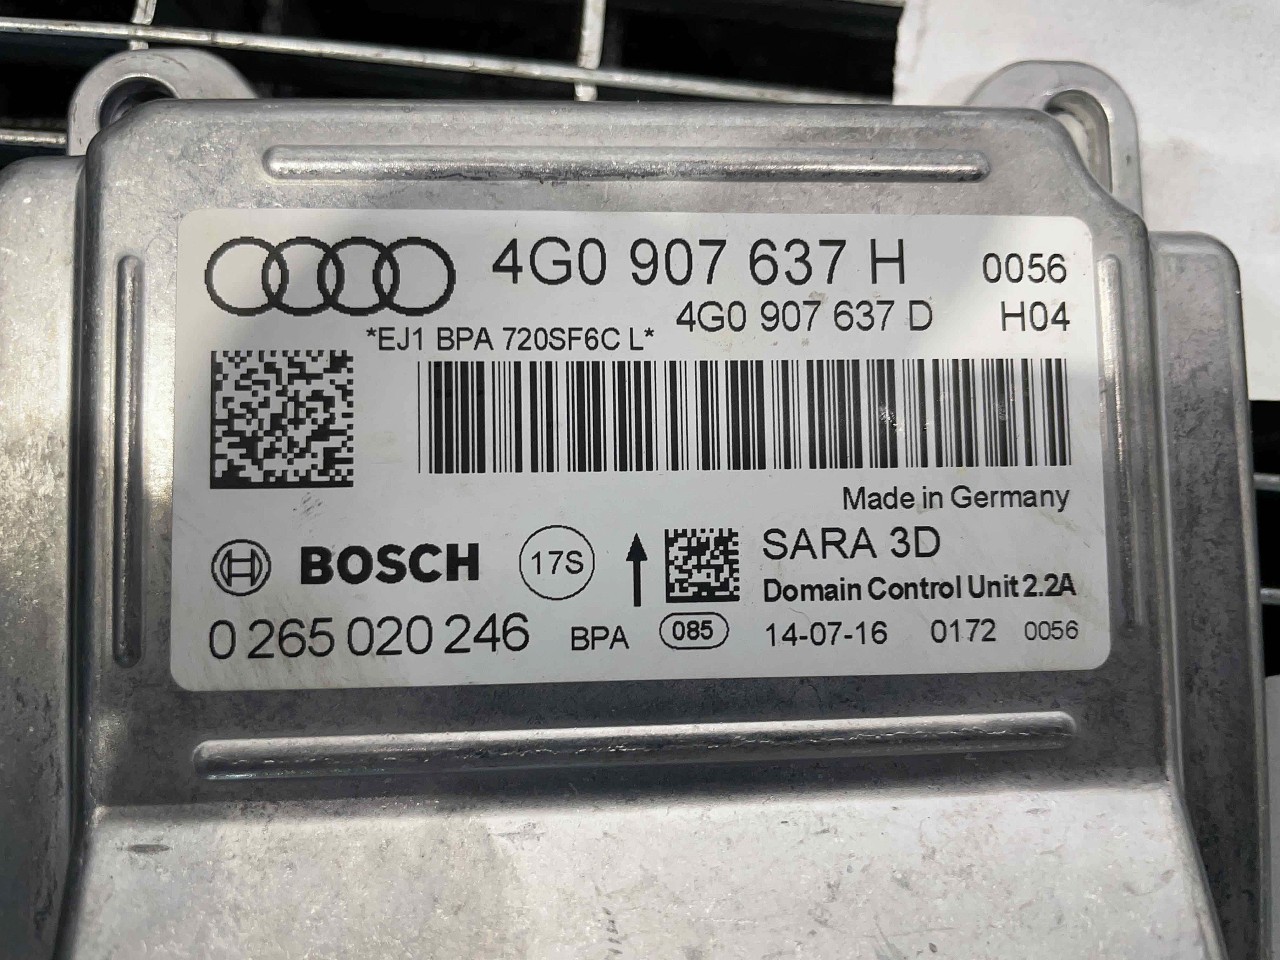 4G0 907 637 H 0056
4G0 907 637 D H04
*EJ1 BPA 720SF6C L*
Made in Germany
BOSCH 17S SARA 3D
Domain Control Unit 2.2A
0 265 020 246 BPA 085 14-07-16 0172 0056